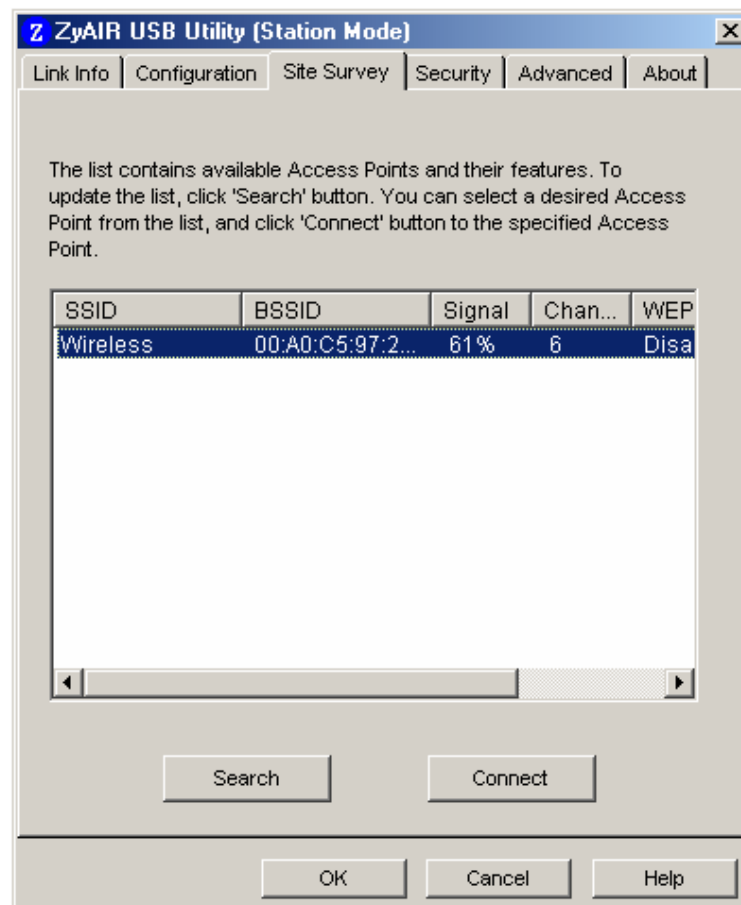 ZyAIR USB Utility (Station Mode)
Link Info Configuration Site Survey Security Advanced About
The list contains available Access Points and their features. To
update the list, click 'Search' button. You can select a desired Access
Point from the list, and click 'Connect' button to the specified Access
Point.
SSID BSSID Signal Chan... WEP
Wireless 00:A0:C5:97:2... 61% 6 Disa
Search Connect
OK Cancel Help